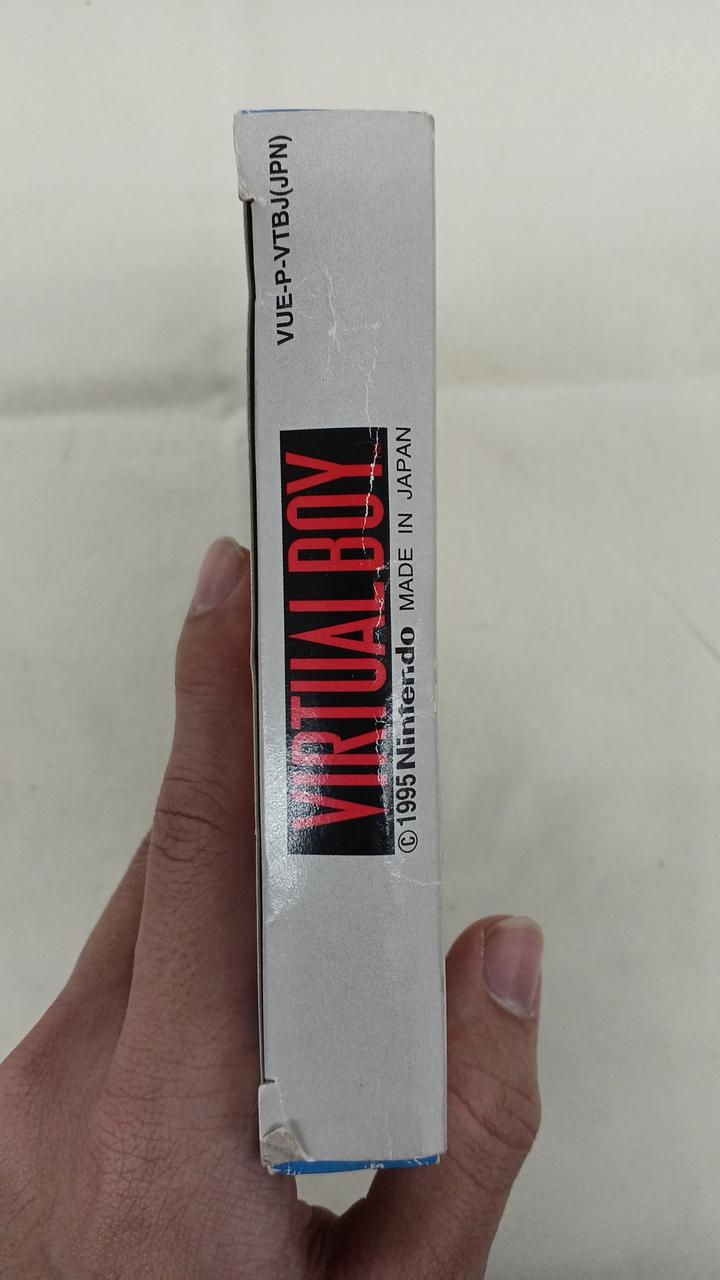 VUE-P-VTBJ(JPN)
VIRTUAL BOY
© 1995 Nintendo MADE IN JAPAN